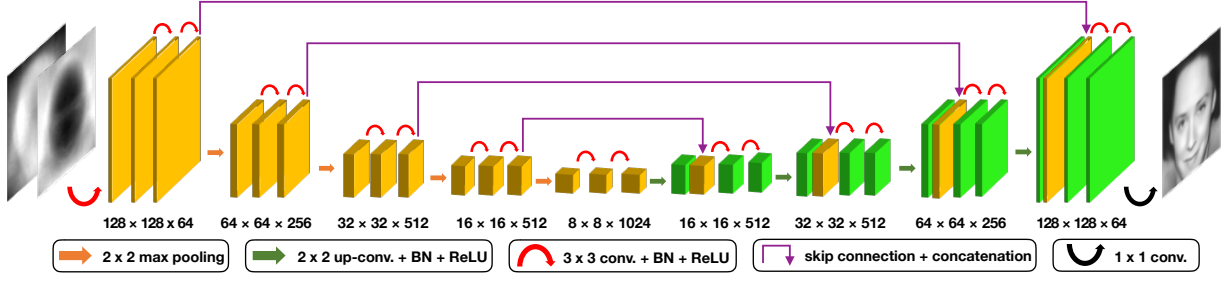 128 × 128 x 64 64 × 64 × 256 32 × 32 × 512 16 × 16 × 512 8 × 8 × 1024 16 × 16 × 512 32 × 32 × 512 64 × 64 × 256 128 × 128 × 64
2 x 2 max pooling 2 x 2 up-conv. + BN + ReLU 3 x 3 conv. + BN + ReLU skip connection + concatenation 1 x 1 conv.